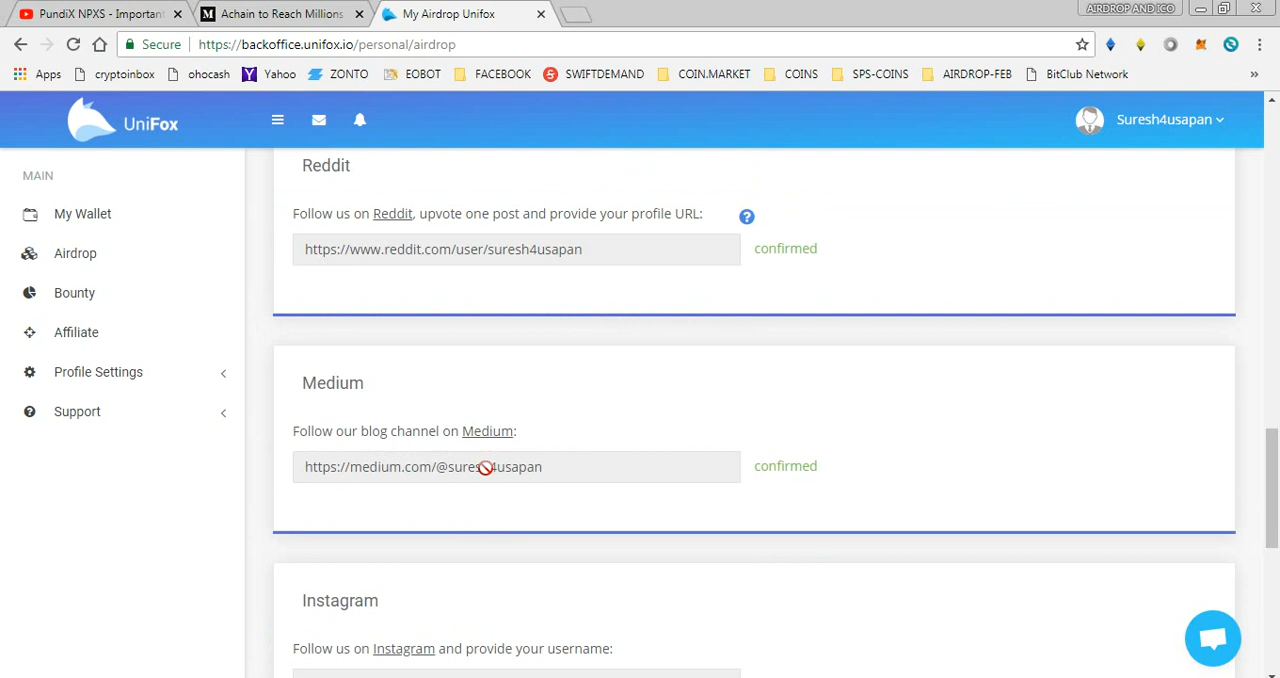 PundiX NPXS - Important
Achain to Reach Millions
My Airdrop Unifox
AIRDROP AND ICO
Secure https://backoffice.unifox.io/personal/airdrop
Apps cryptoinbox ohocash Yahoo ZONTO EOBOT FACEBOOK SWIFTDEMAND COIN.MARKET COINS SPS-COINS AIRDROP-FEB BitClub Network »
UniFox
Suresh4usapan
MAIN
My Wallet
Airdrop
Bounty
Affiliate
Profile Settings
Support
Reddit
Follow us on Reddit, upvote one post and provide your profile URL:
https://www.reddit.com/user/suresh4usapan confirmed
Medium
Follow our blog channel on Medium:
https://medium.com/@suresh4usapan confirmed
Instagram
Follow us on Instagram and provide your username: